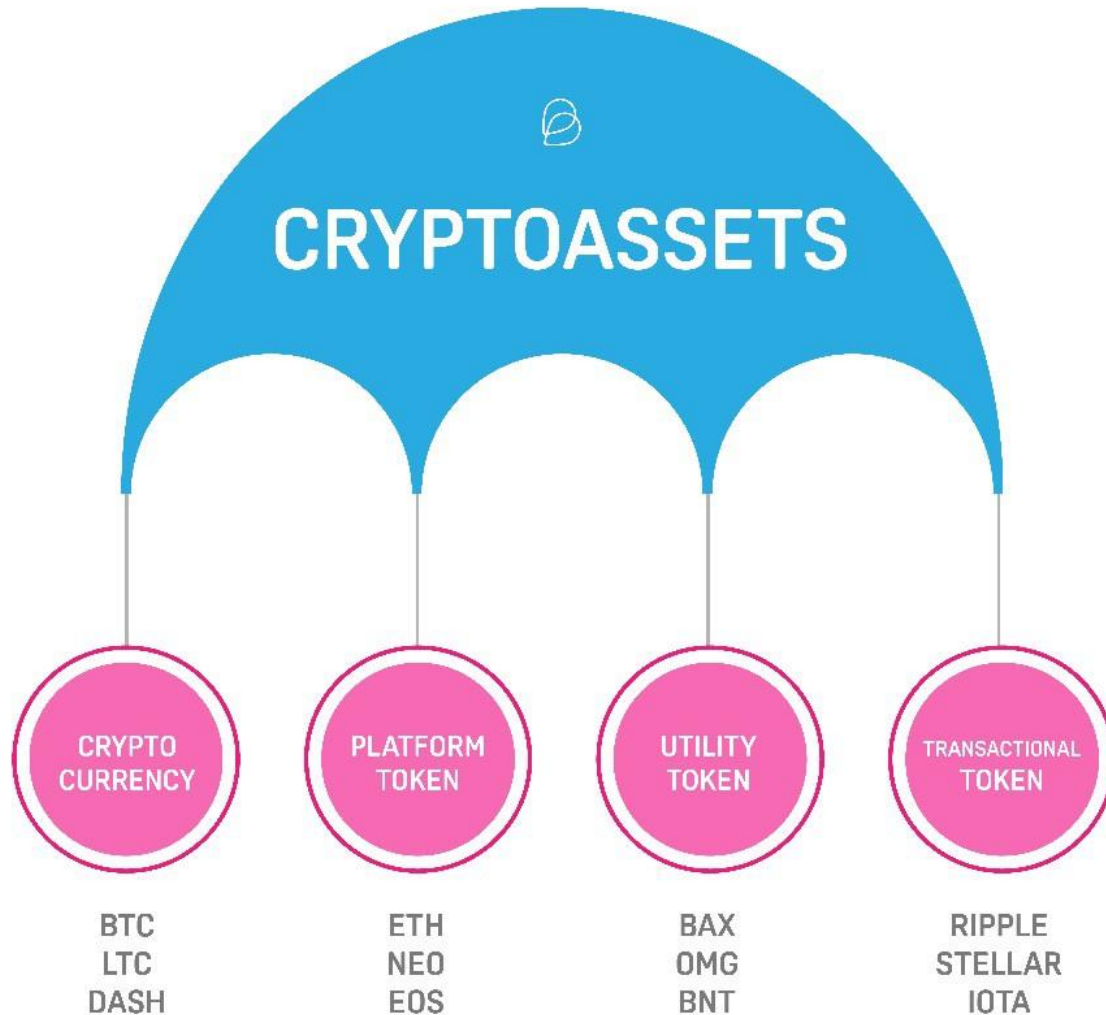 CRYPTOASSETS
CRYPTO
CURRENCY
PLATFORM
TOKEN
UTILITY
TOKEN
TRANSACTIONAL
TOKEN
BTC
LTC
DASH
ETH
NEO
EOS
BAX
OMG
BNT
RIPPLE
STELLAR
IOTA